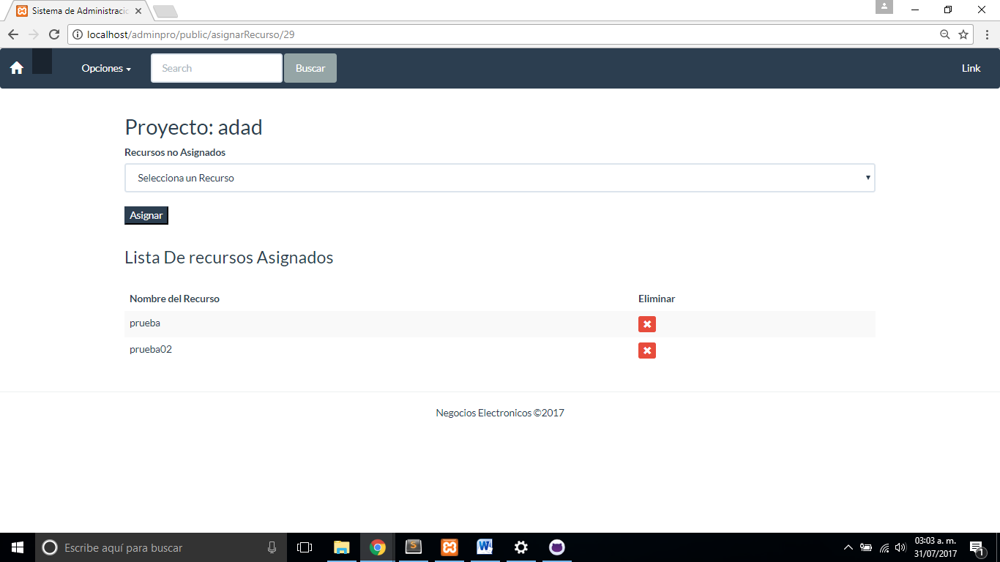 Sistema de Administraci
localhost/adminpro/public/asignarRecurso/29
Opciones
Search
Buscar
Link
Proyecto: adad
Recursos no Asignados
Selecciona un Recurso
Asignar
Lista De recursos Asignados
Nombre del Recurso Eliminar
prueba
prueba02
Negocios Electronicos ©2017
Escribe aquí para buscar
03:03 a. m.
31/07/2017
1